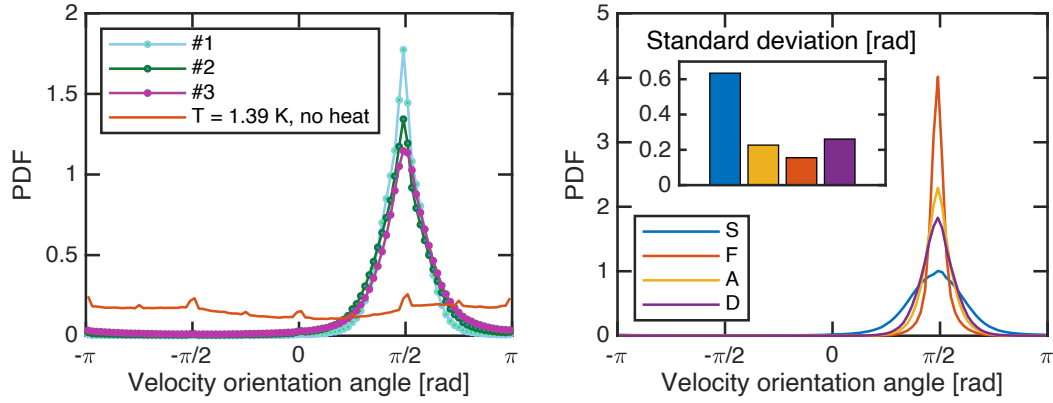 2
1.5
1
0.5
0
PDF
#1
#2
#3
T = 1.39 K, no heat
-π
-π/2
0
π/2
π
Velocity orientation angle [rad]
5
4
3
2
1
0
PDF
Standard deviation [rad]
0.6
0.4
0.2
0
S
F
A
D
-π
-π/2
0
π/2
π
Velocity orientation angle [rad]